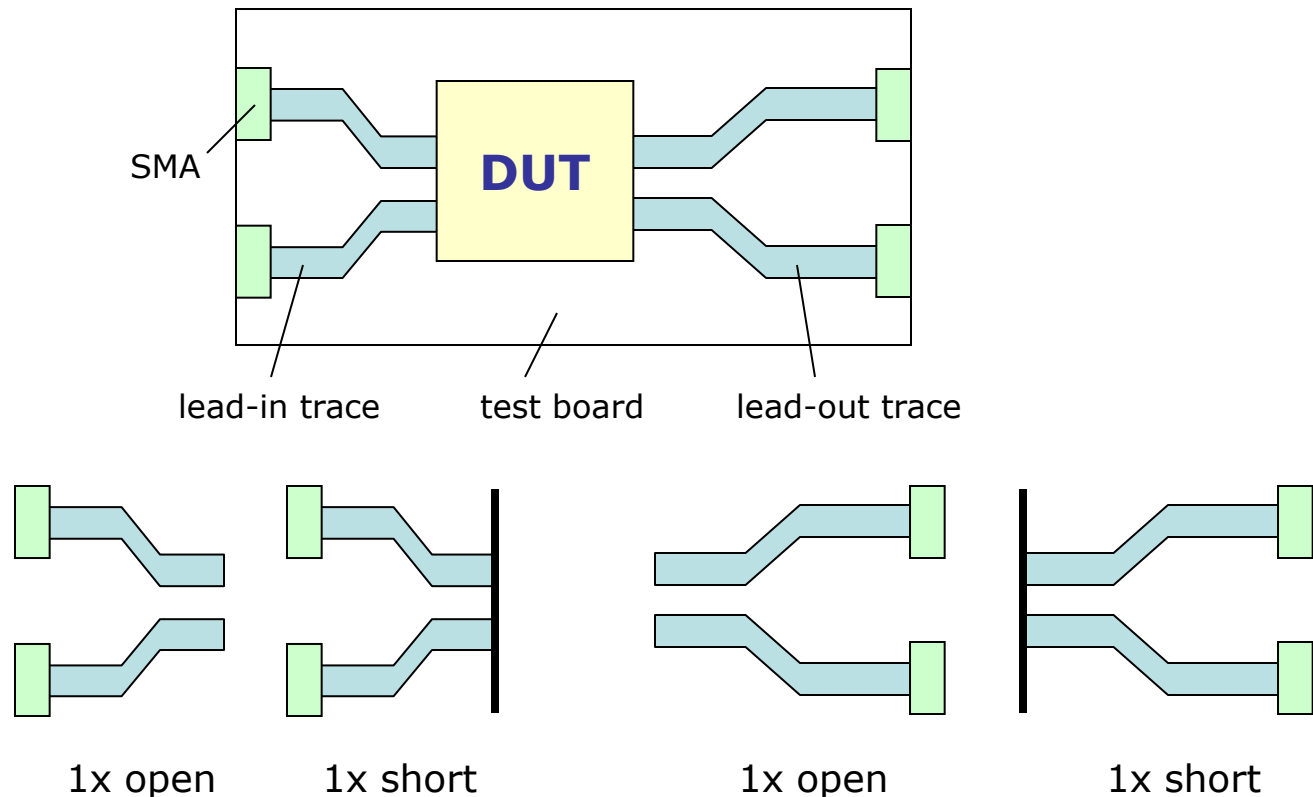 DUT
SMA
lead-in trace
test board
lead-out trace
1x open
1x short
1x open
1x short